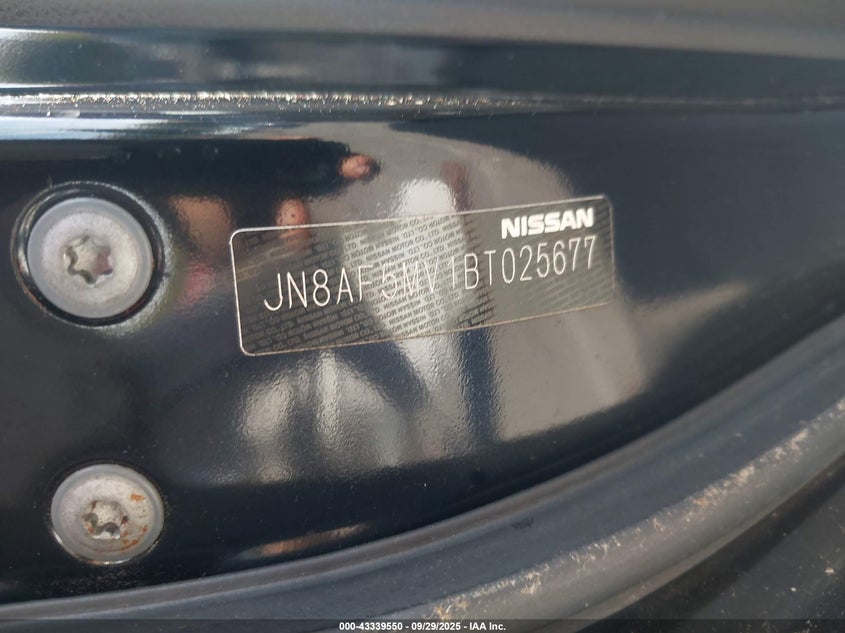 NISSAN
JN8AF5MV1BT025677
000-43339550 - 09/29/2025 - IAA Inc.